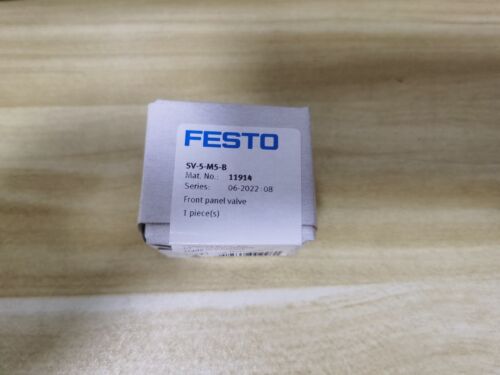 FESTO
SV-5-M5-B
Mat. No.: 11914
Series: 06-2022:08
Front panel valve
1 piece(s)